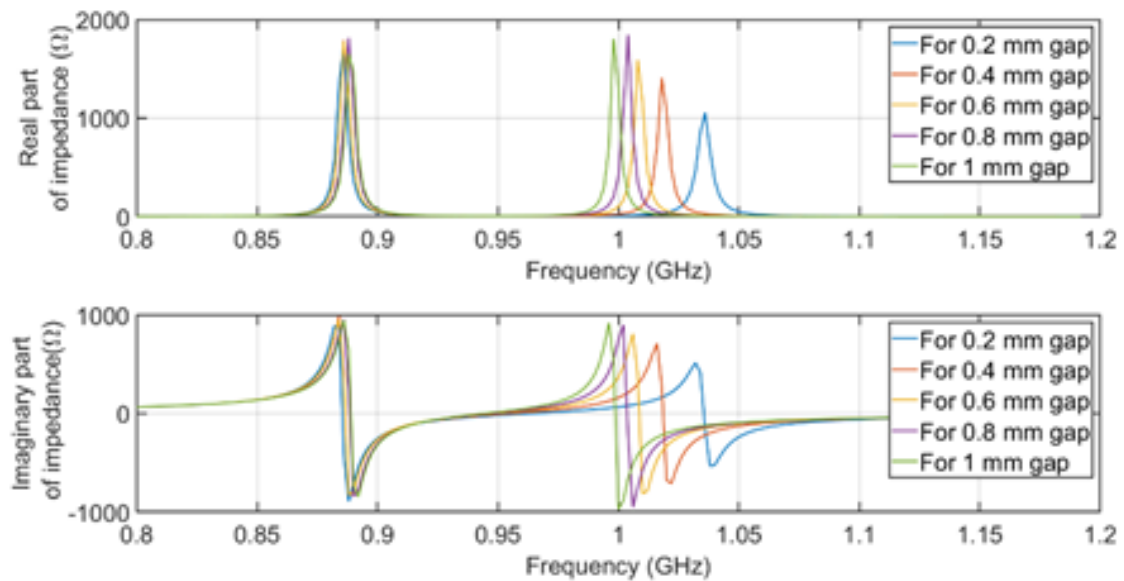 Real part
of impedance (Ω)
2000
1000
0
0.8 0.85 0.9 0.95 1 1.05 1.1 1.15 1.2
Frequency (GHz)
For 0.2 mm gap
For 0.4 mm gap
For 0.6 mm gap
For 0.8 mm gap
For 1 mm gap
Imaginary part
of impedance(Ω)
1000
0
-1000
0.8 0.85 0.9 0.95 1 1.05 1.1 1.15 1.2
Frequency (GHz)
For 0.2 mm gap
For 0.4 mm gap
For 0.6 mm gap
For 0.8 mm gap
For 1 mm gap